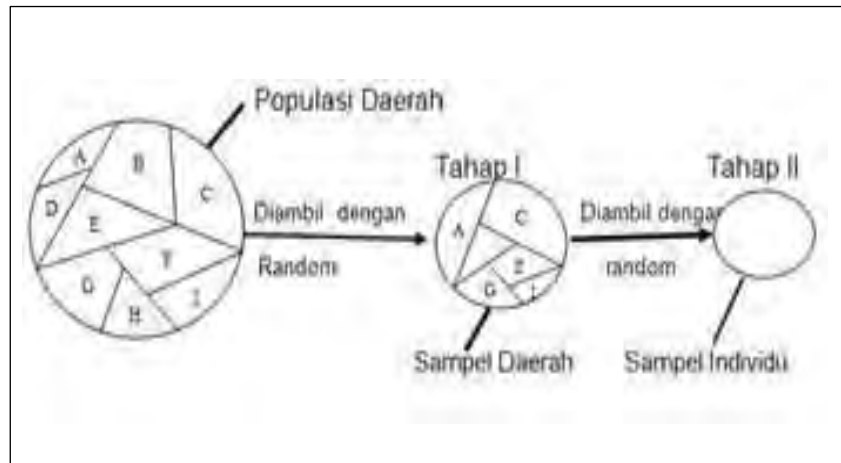 Populasi Daerah
A
B
C
D
E
F
G
H
I
Diambil dengan
Random
Tahap I
A
C
E
G
I
Sampel Daerah
Diambil dengan
random
Tahap II
Sampel Individu